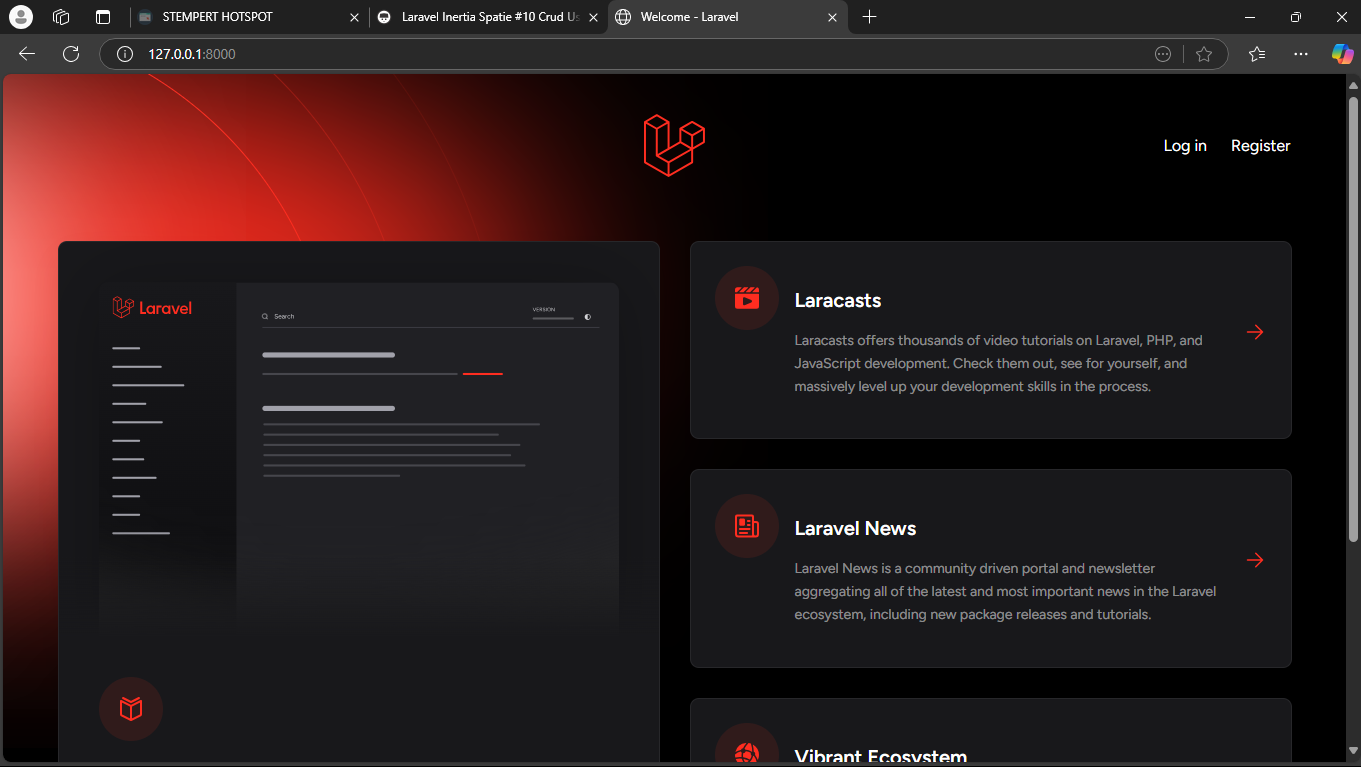 STEMPERT HOTSPOT
Laravel Inertia Spatie #10 Crud Us
Welcome - Laravel
127.0.0.1:8000
Log in
Register
Laravel
Search
VERSION
Laracasts
Laracasts offers thousands of video tutorials on Laravel, PHP, and
JavaScript development. Check them out, see for yourself, and
massively level up your development skills in the process.
Laravel News
Laravel News is a community driven portal and newsletter
aggregating all of the latest and most important news in the Laravel
ecosystem, including new package releases and tutorials.
Vibrant Ecosystem